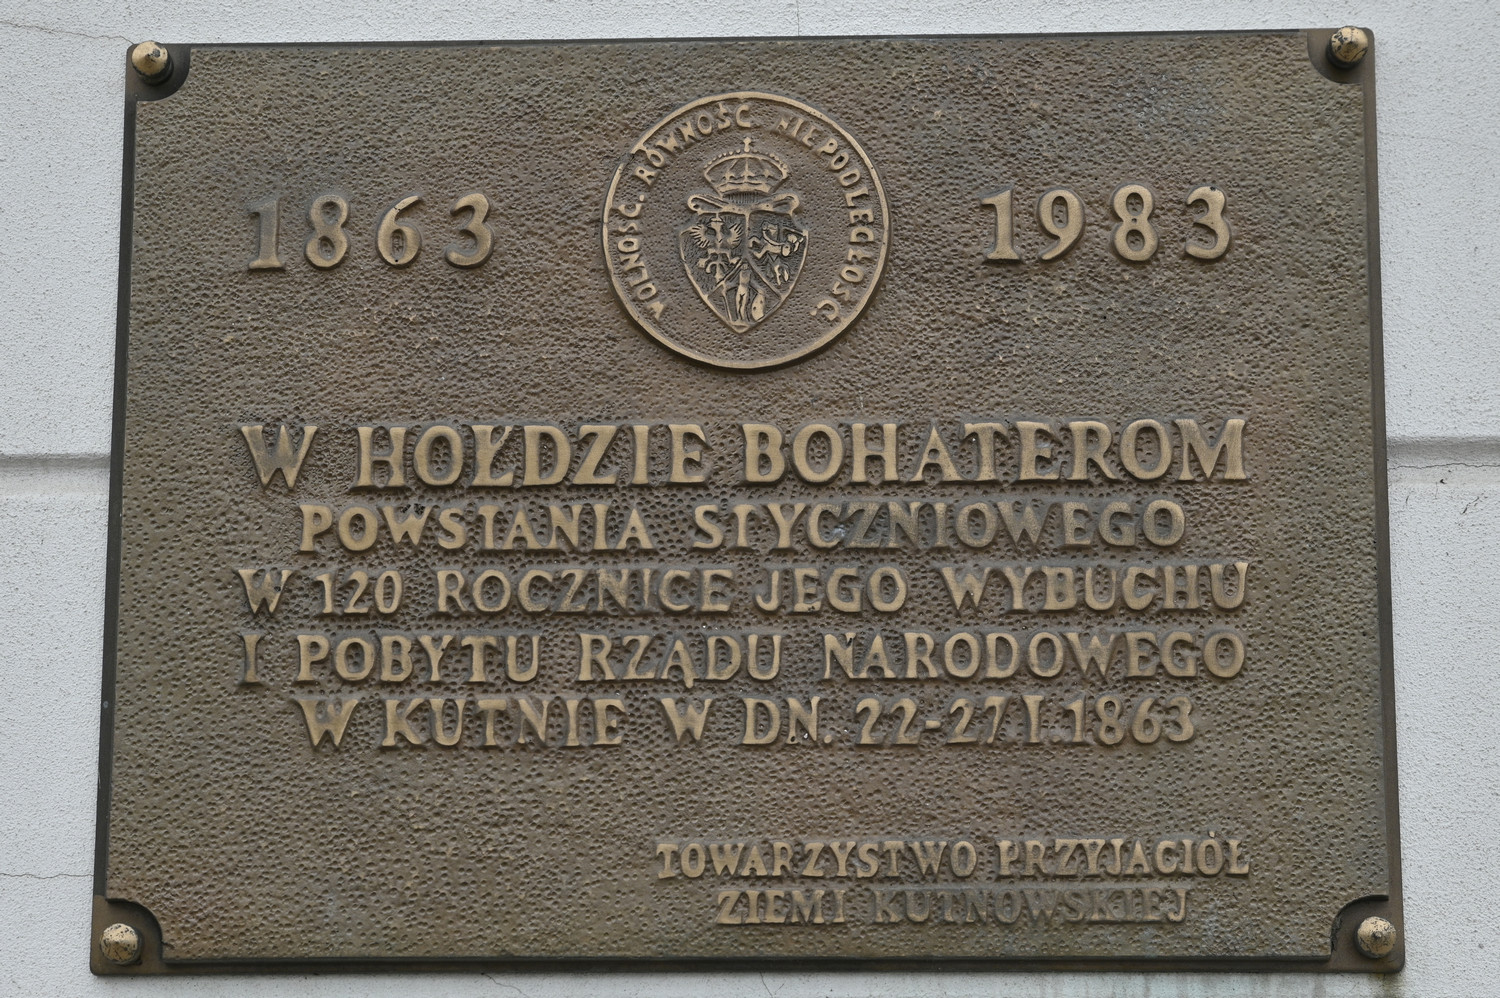 1863
WOLNOŚĆ. RÓWNOŚĆ NIEPODLEGŁOŚĆ.
1983
W HOŁDZIE BOHATEROM
POWSTANIA STYCZNIOWEGO
W 120 ROCZNICE JEGO WYBUCHU
I POBYTU RZĄDU NARODOWEGO
W KUTNIE W DN. 22-27 I.1863
TOWARZYSTWO PRZYJACIÓŁ
ZIEMI KUTNOWSKIEJ